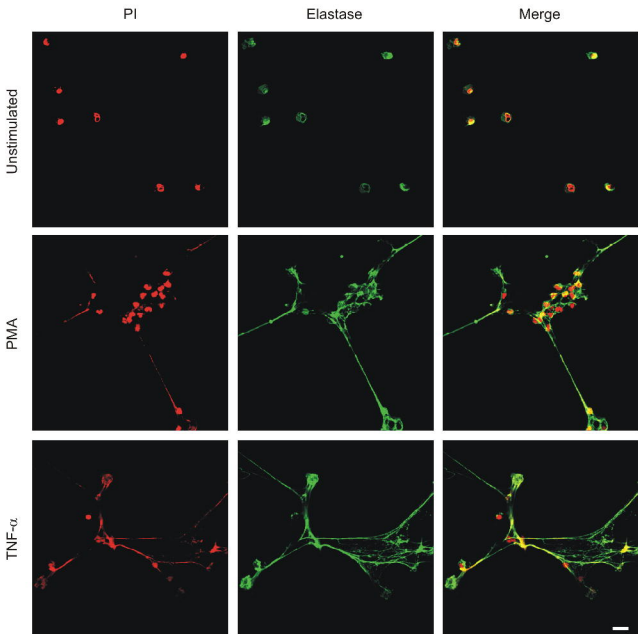 PI Elastase Merge
Unstimulated
PMA
TNF-α